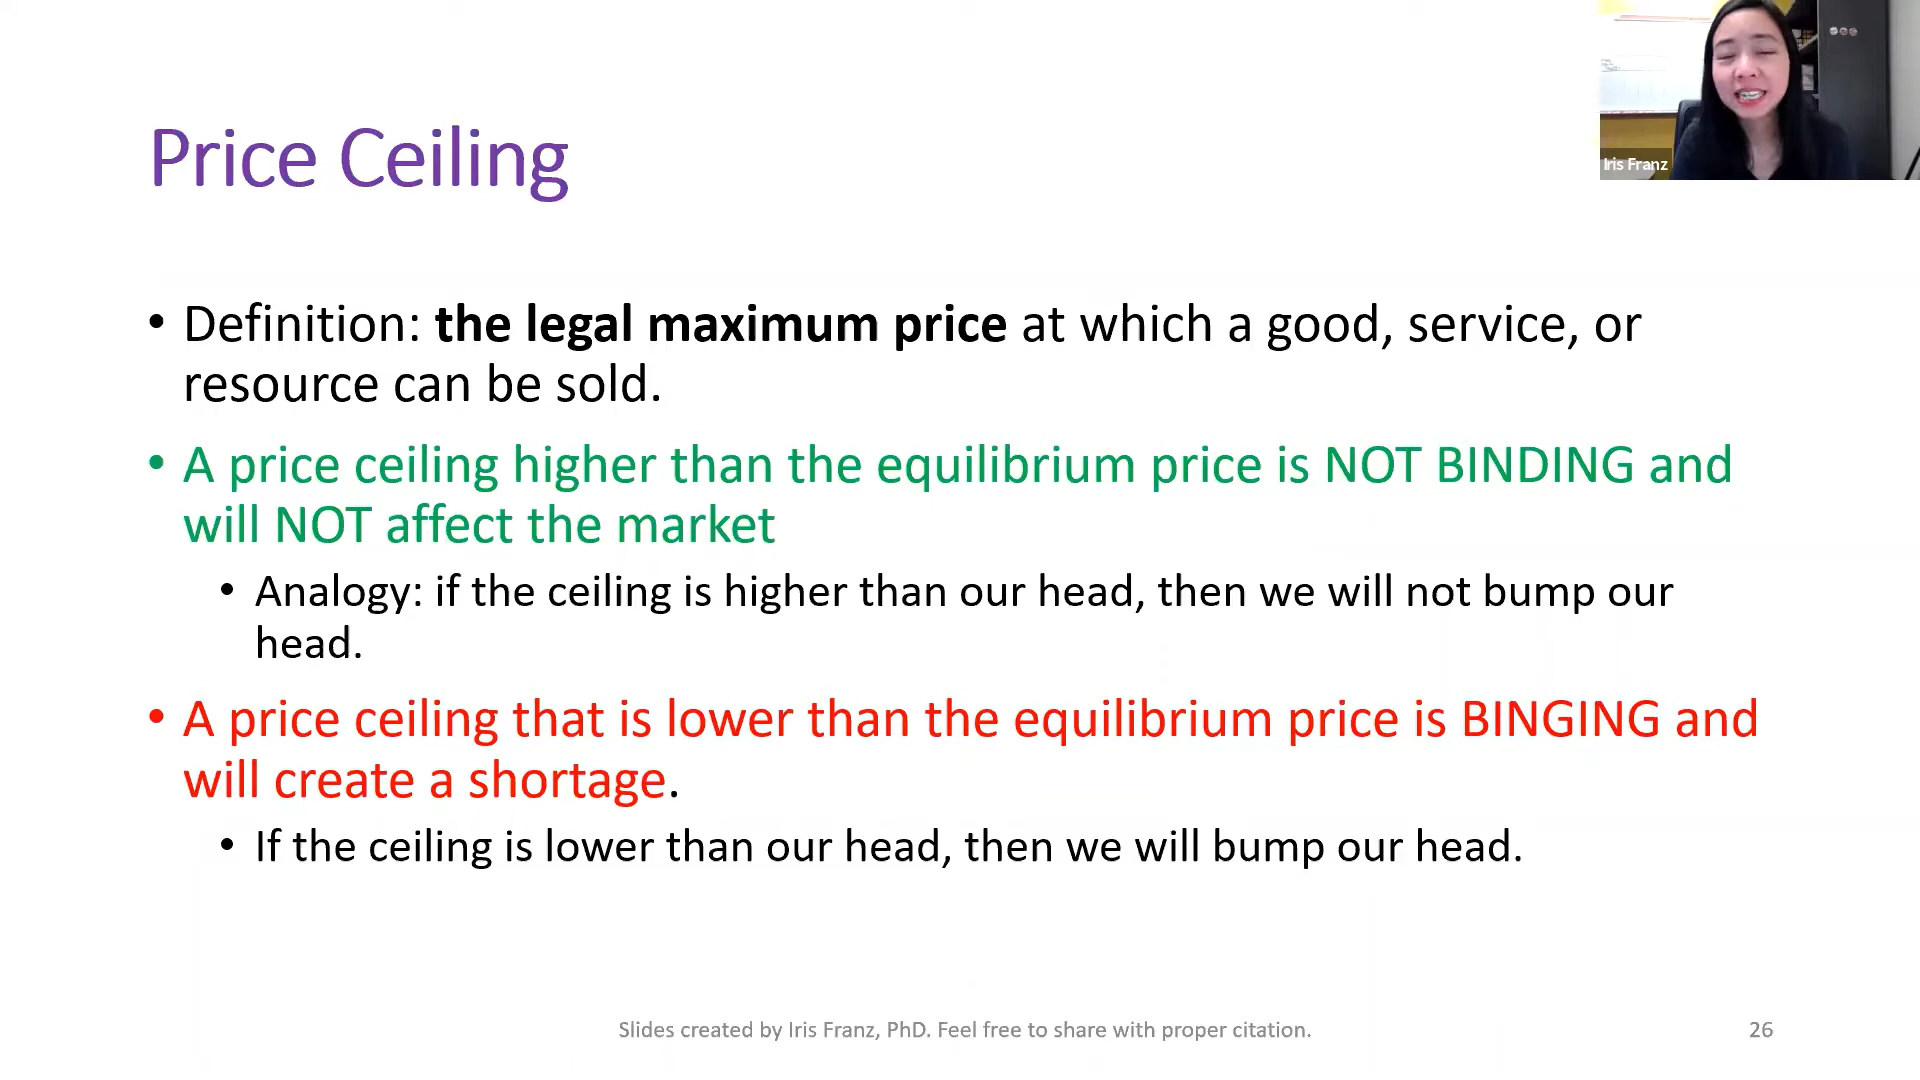 Iris Franz
Price Ceiling
• Definition: the legal maximum price at which a good, service, or
resource can be sold.
• A price ceiling higher than the equilibrium price is NOT BINDING and
will NOT affect the market
• Analogy: if the ceiling is higher than our head, then we will not bump our
head.
• A price ceiling that is lower than the equilibrium price is BINGING and
will create a shortage.
• If the ceiling is lower than our head, then we will bump our head.
Slides created by Iris Franz, PhD. Feel free to share with proper citation.
26